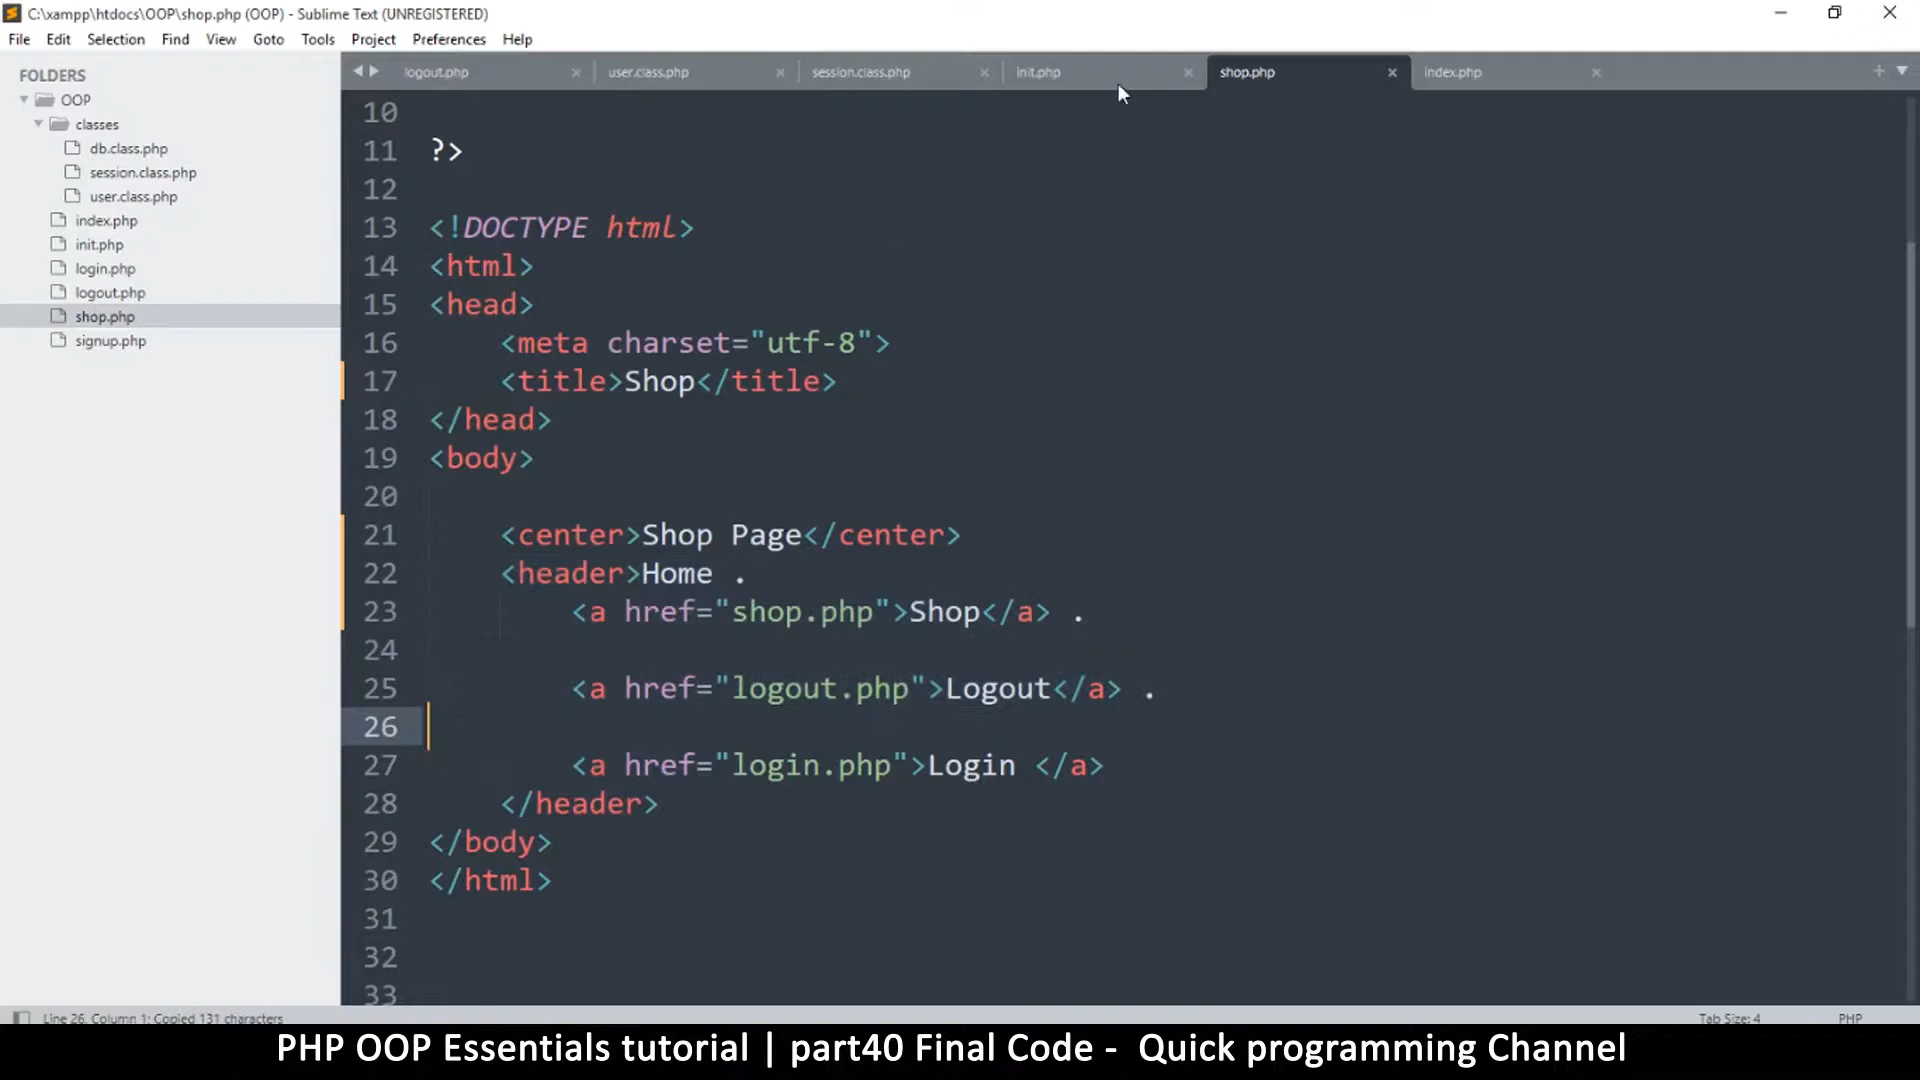 C:\xampp\htdocs\OOP\shop.php (OOP) - Sublime Text (UNREGISTERED)
File Edit Selection Find View Goto Tools Project Preferences Help
FOLDERS
OOP
classes
db.class.php
session.class.php
user.class.php
index.php
init.php
login.php
logout.php
shop.php
signup.php
logout.php × user.class.php × session.class.php × init.php × shop.php × index.php ×
10
11 ?>
12
13 <!DOCTYPE html>
14 <html>
15 <head>
16 <meta charset="utf-8">
17 <title>Shop</title>
18 </head>
19 <body>
20
21 <center>Shop Page</center>
22 <header>Home .
23 <a href="shop.php">Shop</a> .
24
25 <a href="logout.php">Logout</a> .
26
27 <a href="login.php">Login </a>
28 </header>
29 </body>
30 </html>
31
32
33
Line 26, Column 1; Copied 131 characters Tab Size: 4 PHP
PHP OOP Essentials tutorial | part40 Final Code - Quick programming Channel